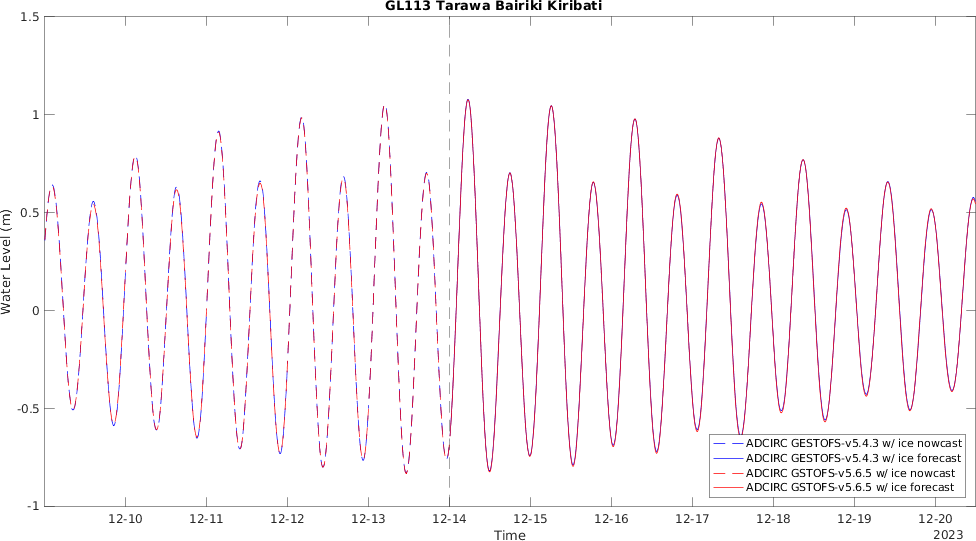 GL113 Tarawa Bairiki Kiribati
1.5
1
0.5
0
-0.5
-1
Water Level (m)
ADCIRC GESTOFS-v5.4.3 w/ ice nowcast
ADCIRC GESTOFS-v5.4.3 w/ ice forecast
ADCIRC GSTOFS-v5.6.5 w/ ice nowcast
ADCIRC GSTOFS-v5.6.5 w/ ice forecast
12-10 12-11 12-12 12-13 12-14 12-15 12-16 12-17 12-18 12-19 12-20
Time
2023